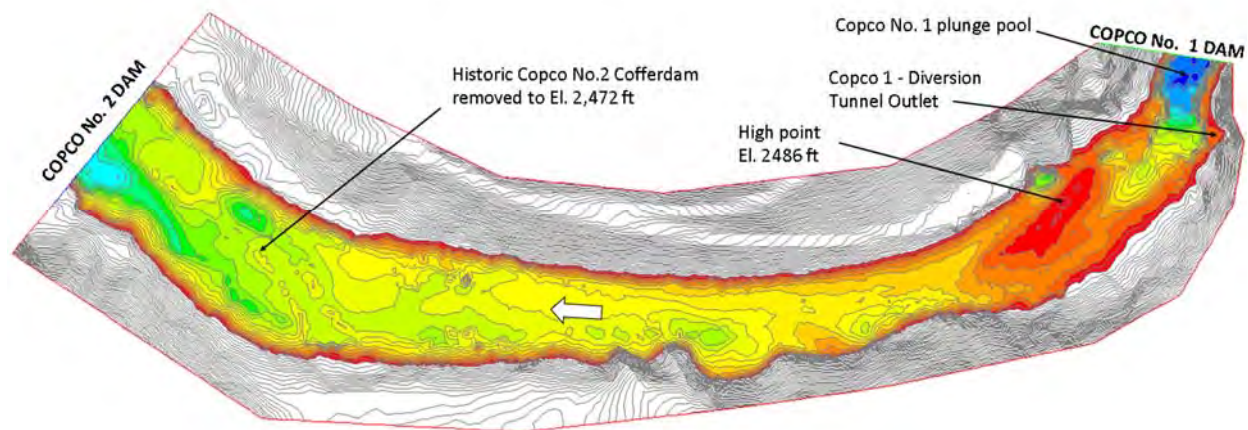 Copco No. 1 plunge pool
COPCO No. 1 DAM
Historic Copco No.2 Cofferdam
removed to El. 2,472 ft
Copco 1 - Diversion
Tunnel Outlet
High point
El. 2486 ft
COPCO No. 2 DAM